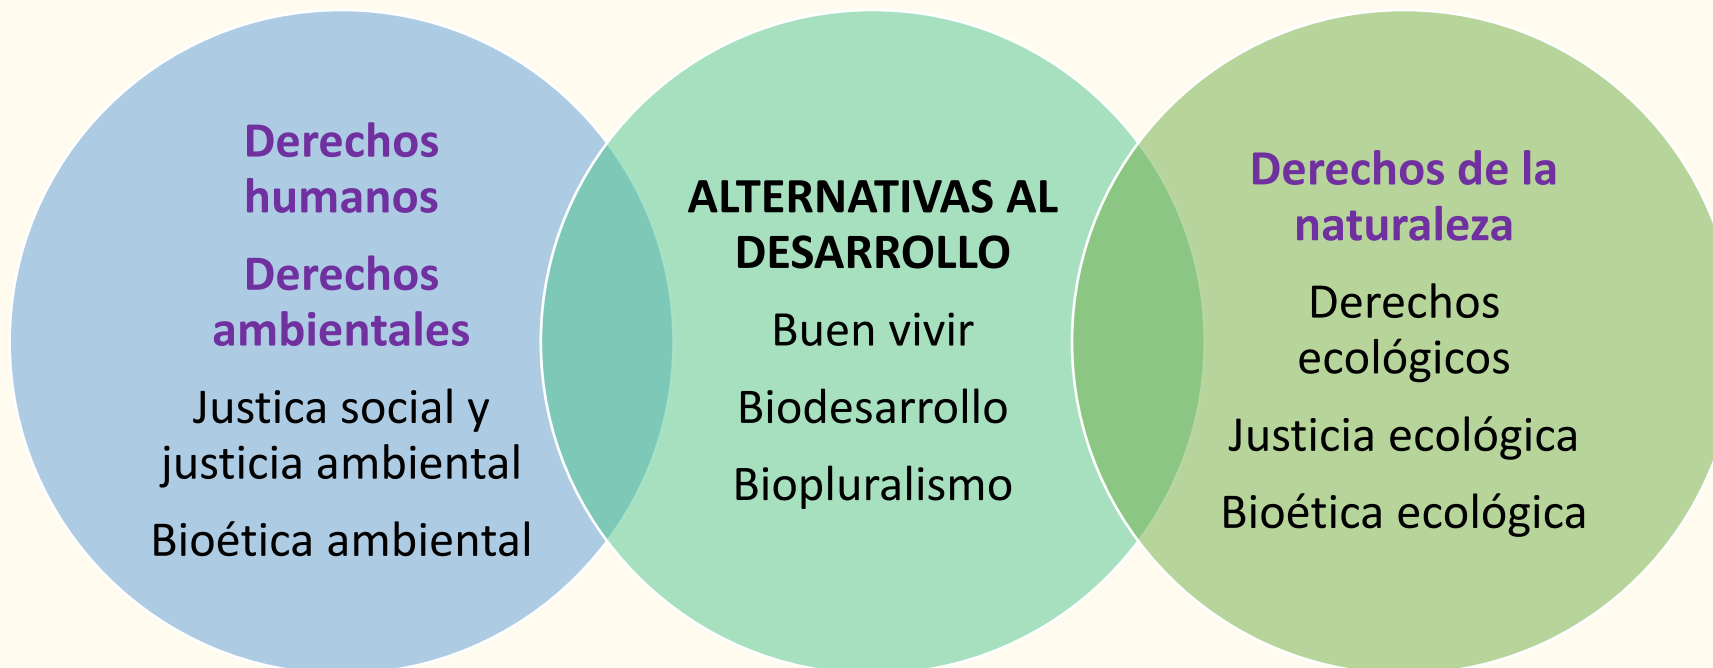 Derechos
humanos
Derechos
ambientales
Justica social y
justicia ambiental
Bioética ambiental
ALTERNATIVAS AL
DESARROLLO
Buen vivir
Biodesarrollo
Biopluralismo
Derechos de la
naturaleza
Derechos
ecológicos
Justicia ecológica
Bioética ecológica